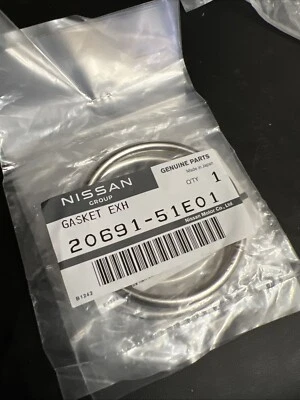 NISSAN
GROUP
GENUINE PARTS
Made in Japan
GASKET EXH
QTY 1
20691-51E01
Nissan Motor Co., Ltd.
B1243